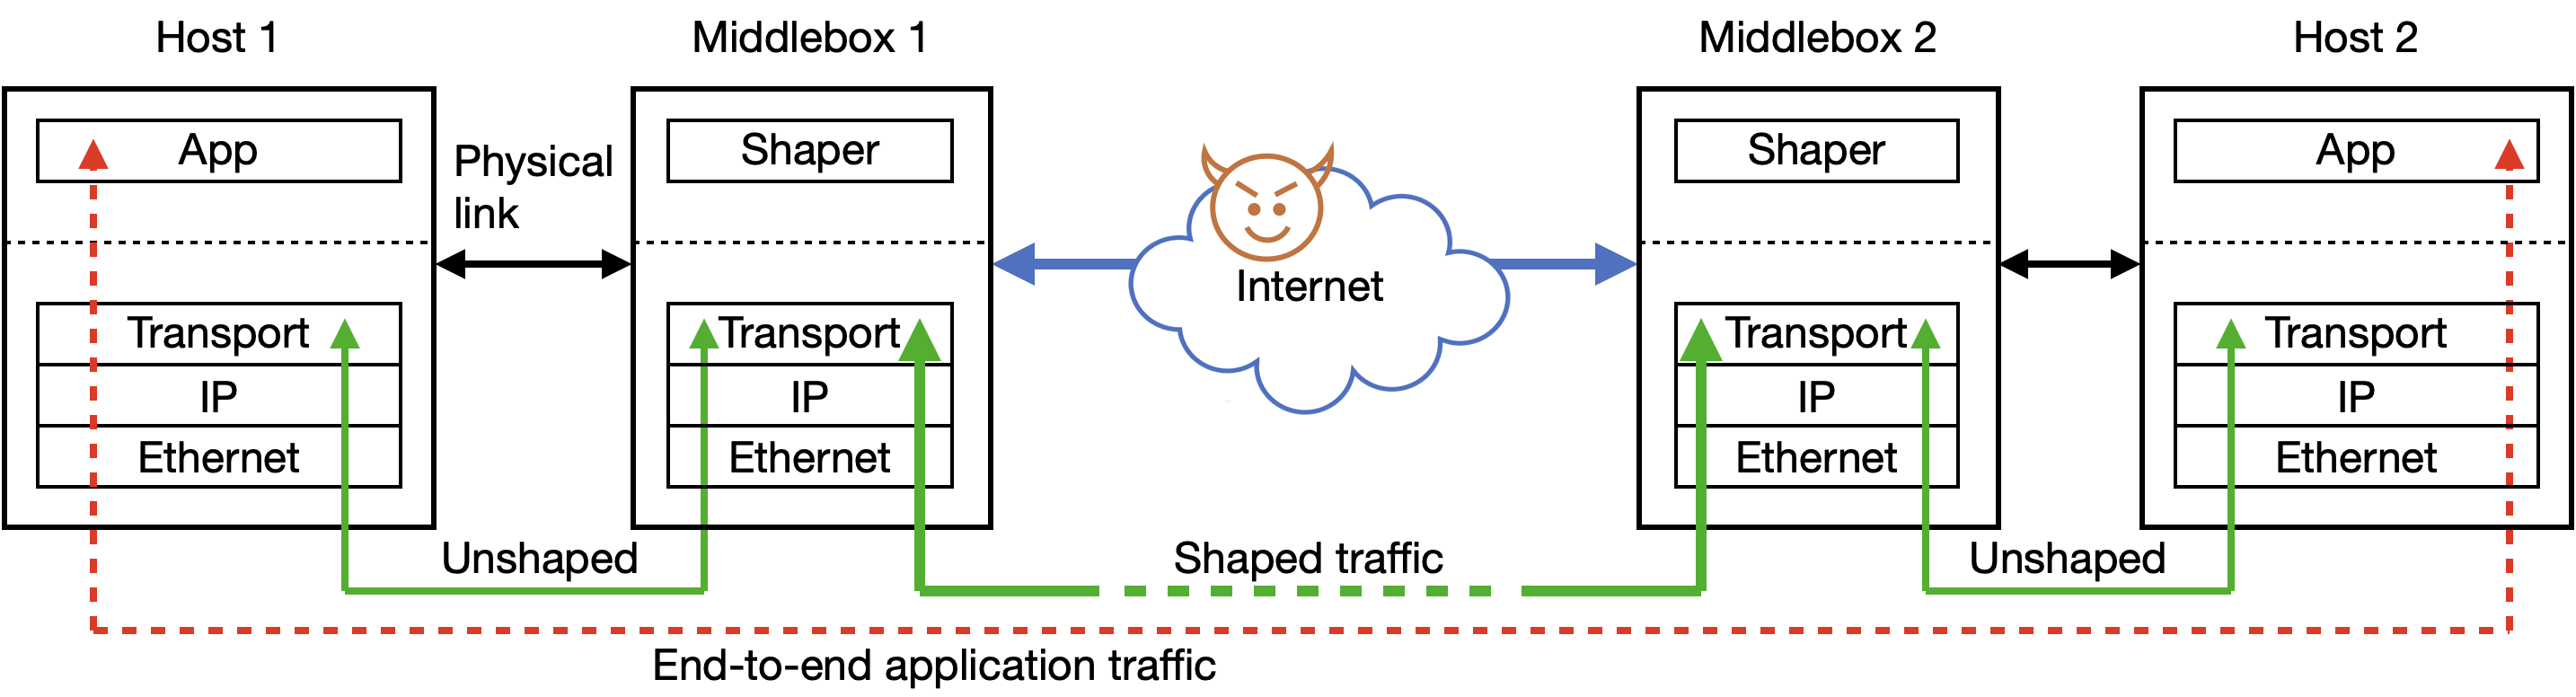 Host 1
Middlebox 1
Middlebox 2
Host 2
App
Physical
link
Shaper
Internet
Shaper
App
Transport
IP
Ethernet
Transport
IP
Ethernet
Transport
IP
Ethernet
Transport
IP
Ethernet
Unshaped
Shaped traffic
Unshaped
End-to-end application traffic